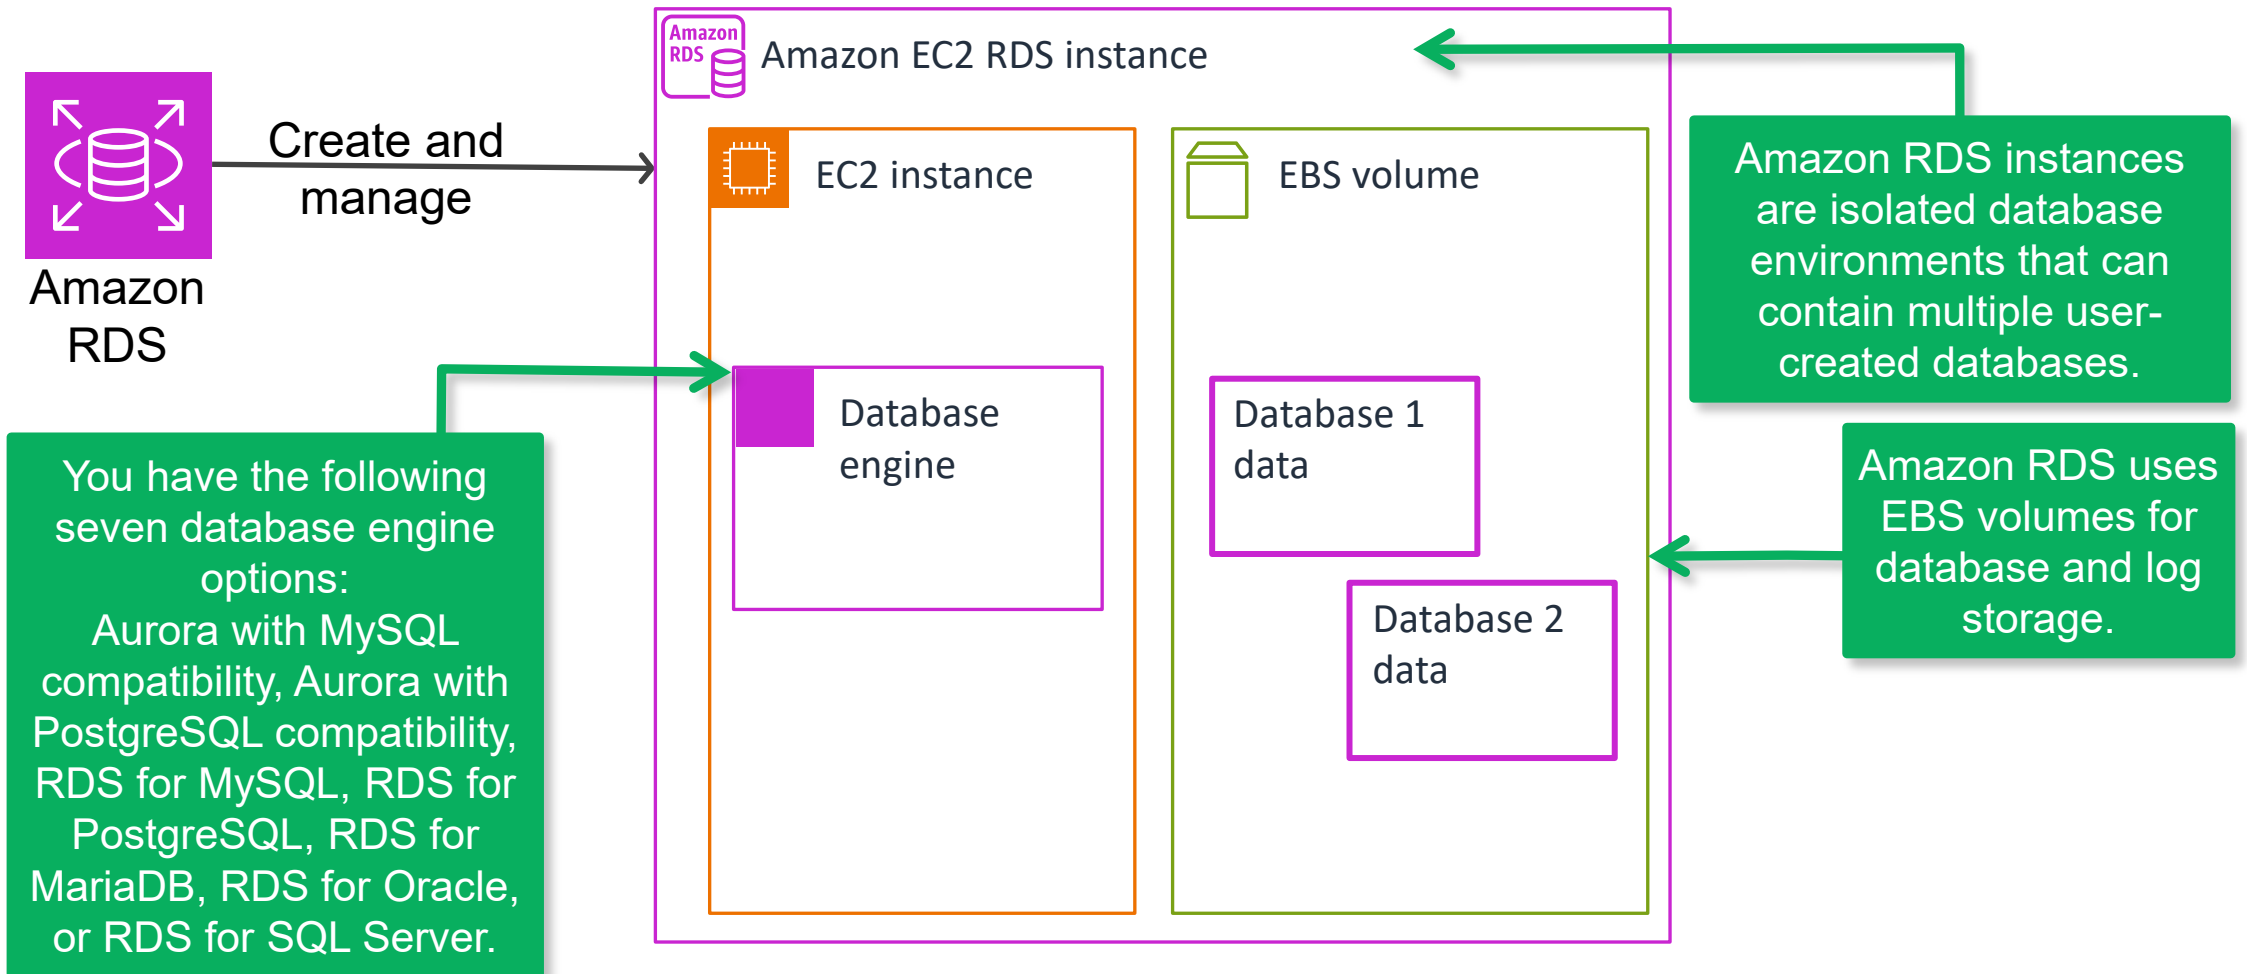 Amazon
RDS
Amazon EC2 RDS instance
Create and
manage
Amazon
RDS
EC2 instance
EBS volume
Database
engine
Database 1
data
Database 2
data
Amazon RDS instances
are isolated database
environments that can
contain multiple user-
created databases.
Amazon RDS uses
EBS volumes for
database and log
storage.
You have the following
seven database engine
options:
Aurora with MySQL
compatibility, Aurora with
PostgreSQL compatibility,
RDS for MySQL, RDS for
PostgreSQL, RDS for
MariaDB, RDS for Oracle,
or RDS for SQL Server.